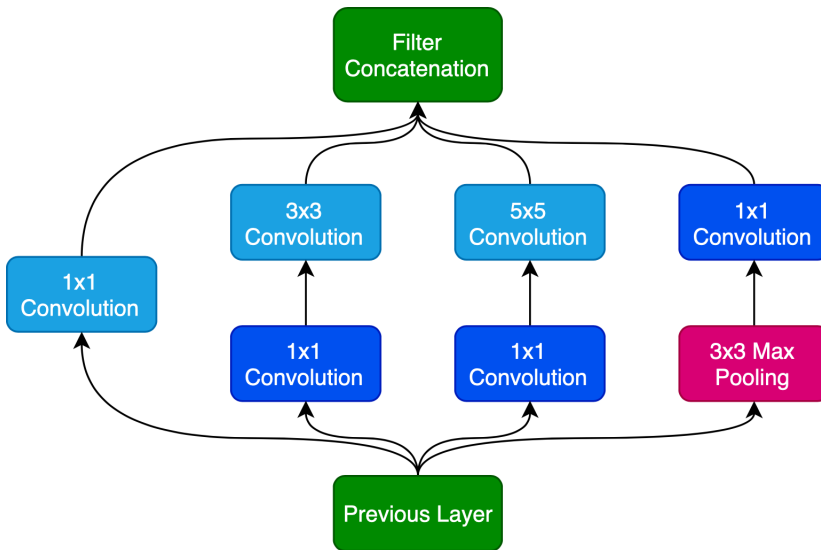 Filter
Concatenation
3x3
Convolution
5x5
Convolution
1x1
Convolution
1x1
Convolution
1x1
Convolution
1x1
Convolution
3x3 Max
Pooling
Previous Layer